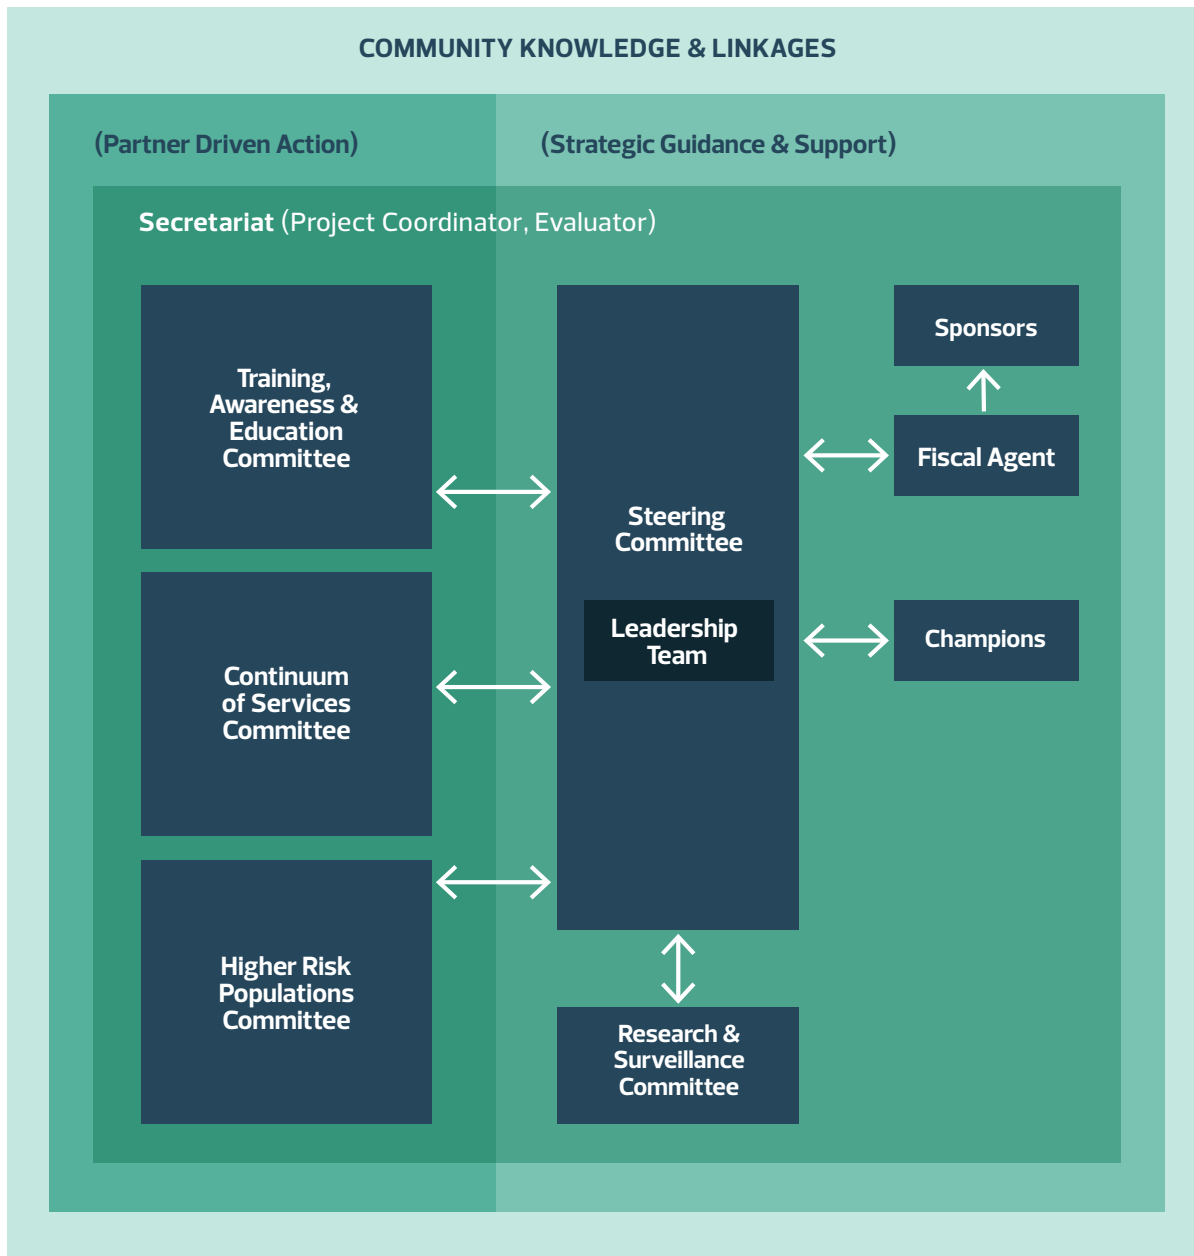 COMMUNITY KNOWLEDGE & LINKAGES
(Partner Driven Action)
(Strategic Guidance & Support)
Secretariat (Project Coordinator, Evaluator)
Training,
Awareness &
Education
Committee
Continuum
of Services
Committee
Higher Risk
Populations
Committee
Steering
Committee
Leadership
Team
Research &
Surveillance
Committee
Sponsors
Fiscal Agent
Champions